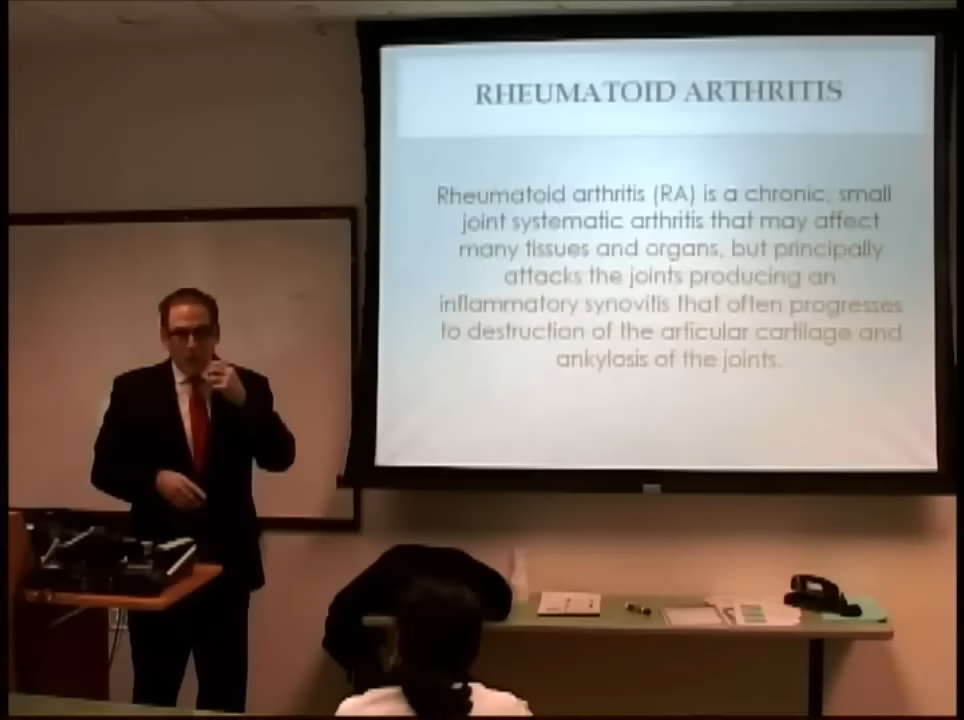 RHEUMATOID ARTHRITIS
Rheumatoid arthritis (RA) is a chronic, small
joint systematic arthritis that may affect
many tissues and organs, but principally
attacks the joints producing an
inflammatory synovitis that often progresses
to destruction of the articular cartilage and
ankylosis of the joints.